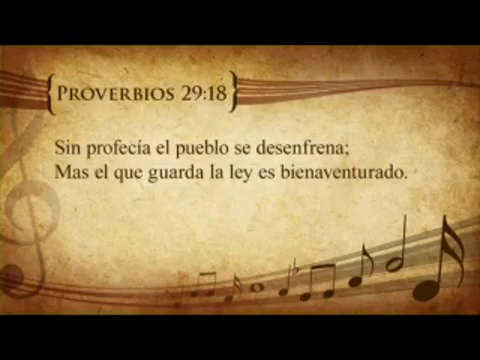 {Proverbios 29:18}
Sin profecía el pueblo se desenfrena;
Mas el que guarda la ley es bienaventurado.